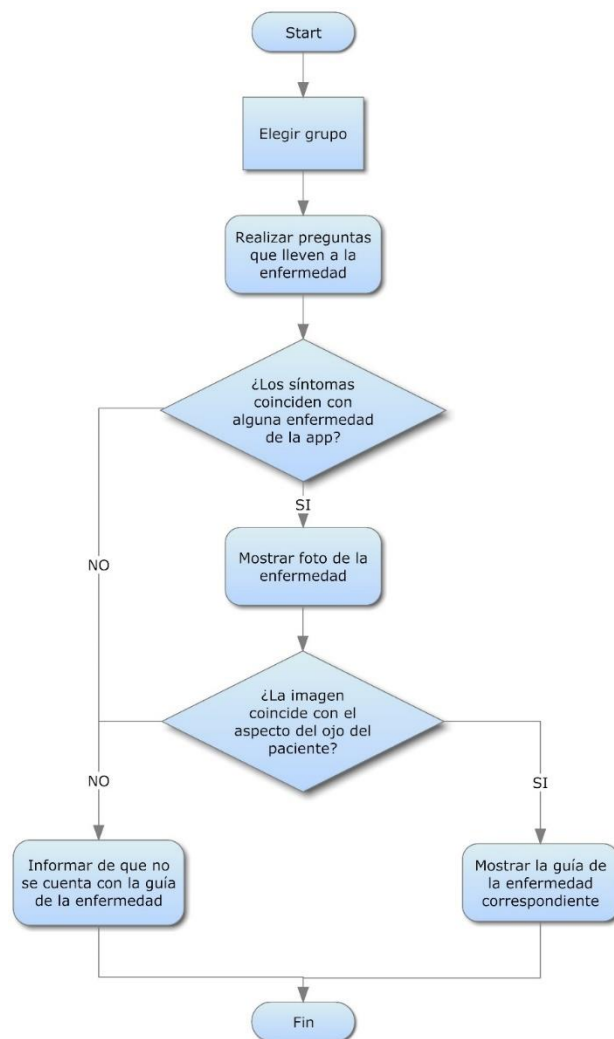 Start
Elegir grupo
Realizar preguntas
que lleven a la
enfermedad
¿Los síntomas
coinciden con
alguna enfermedad
de la app?
SI
NO
Mostrar foto de la
enfermedad
¿La imagen
coincide con el
aspecto del ojo del
paciente?
NO
SI
Informar de que no
se cuenta con la guía
de la enfermedad
Mostrar la guía de
la enfermedad
correspondiente
Fin